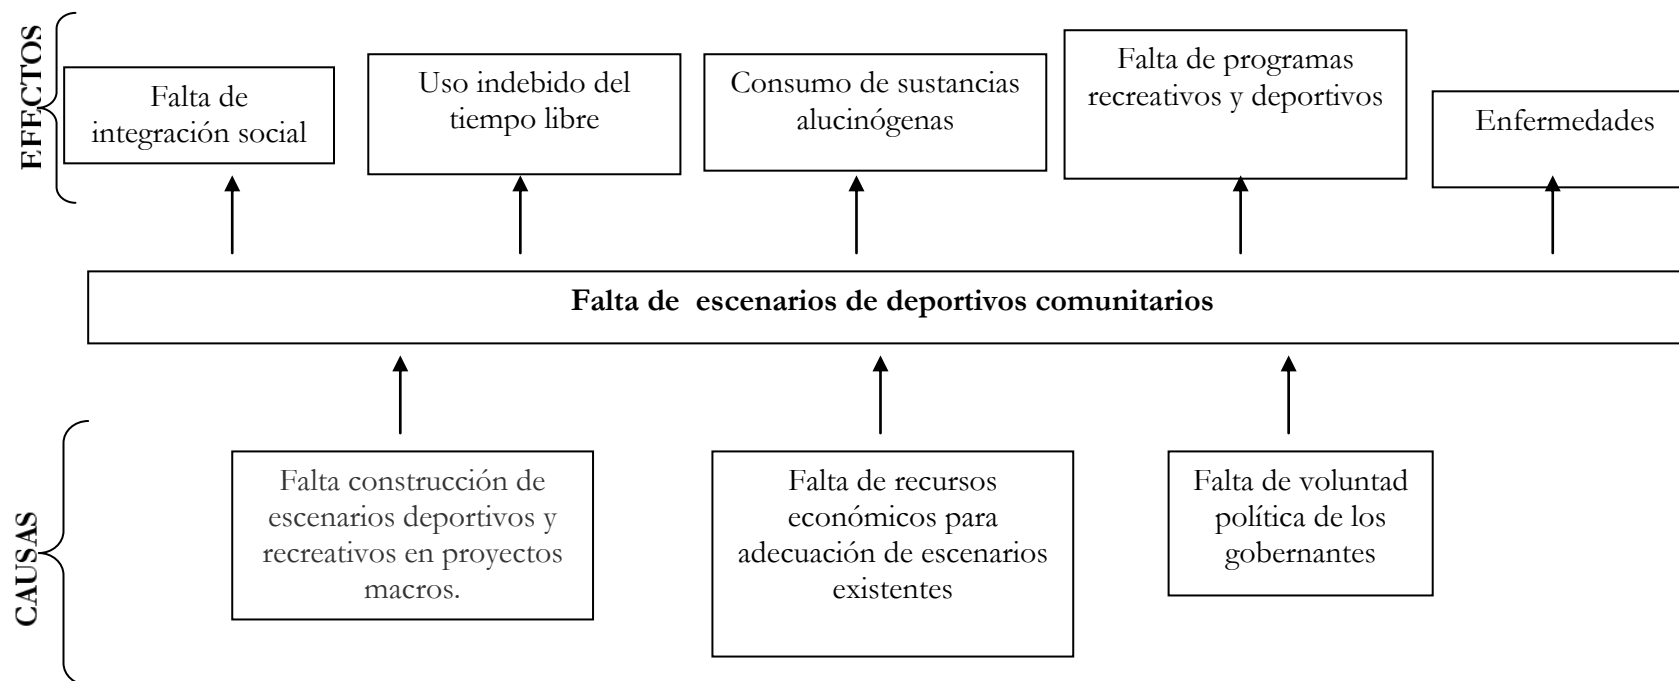 EFECTOS
Falta de
integración social
Uso indebido del
tiempo libre
Consumo de sustancias
alucinógenas
Falta de programas
recreativos y deportivos
Enfermedades
Falta de escenarios de deportivos comunitarios
CAUSAS
Falta construcción de
escenarios deportivos y
recreativos en proyectos
macros.
Falta de recursos
económicos para
adecuación de escenarios
existentes
Falta de voluntad
política de los
gobernantes